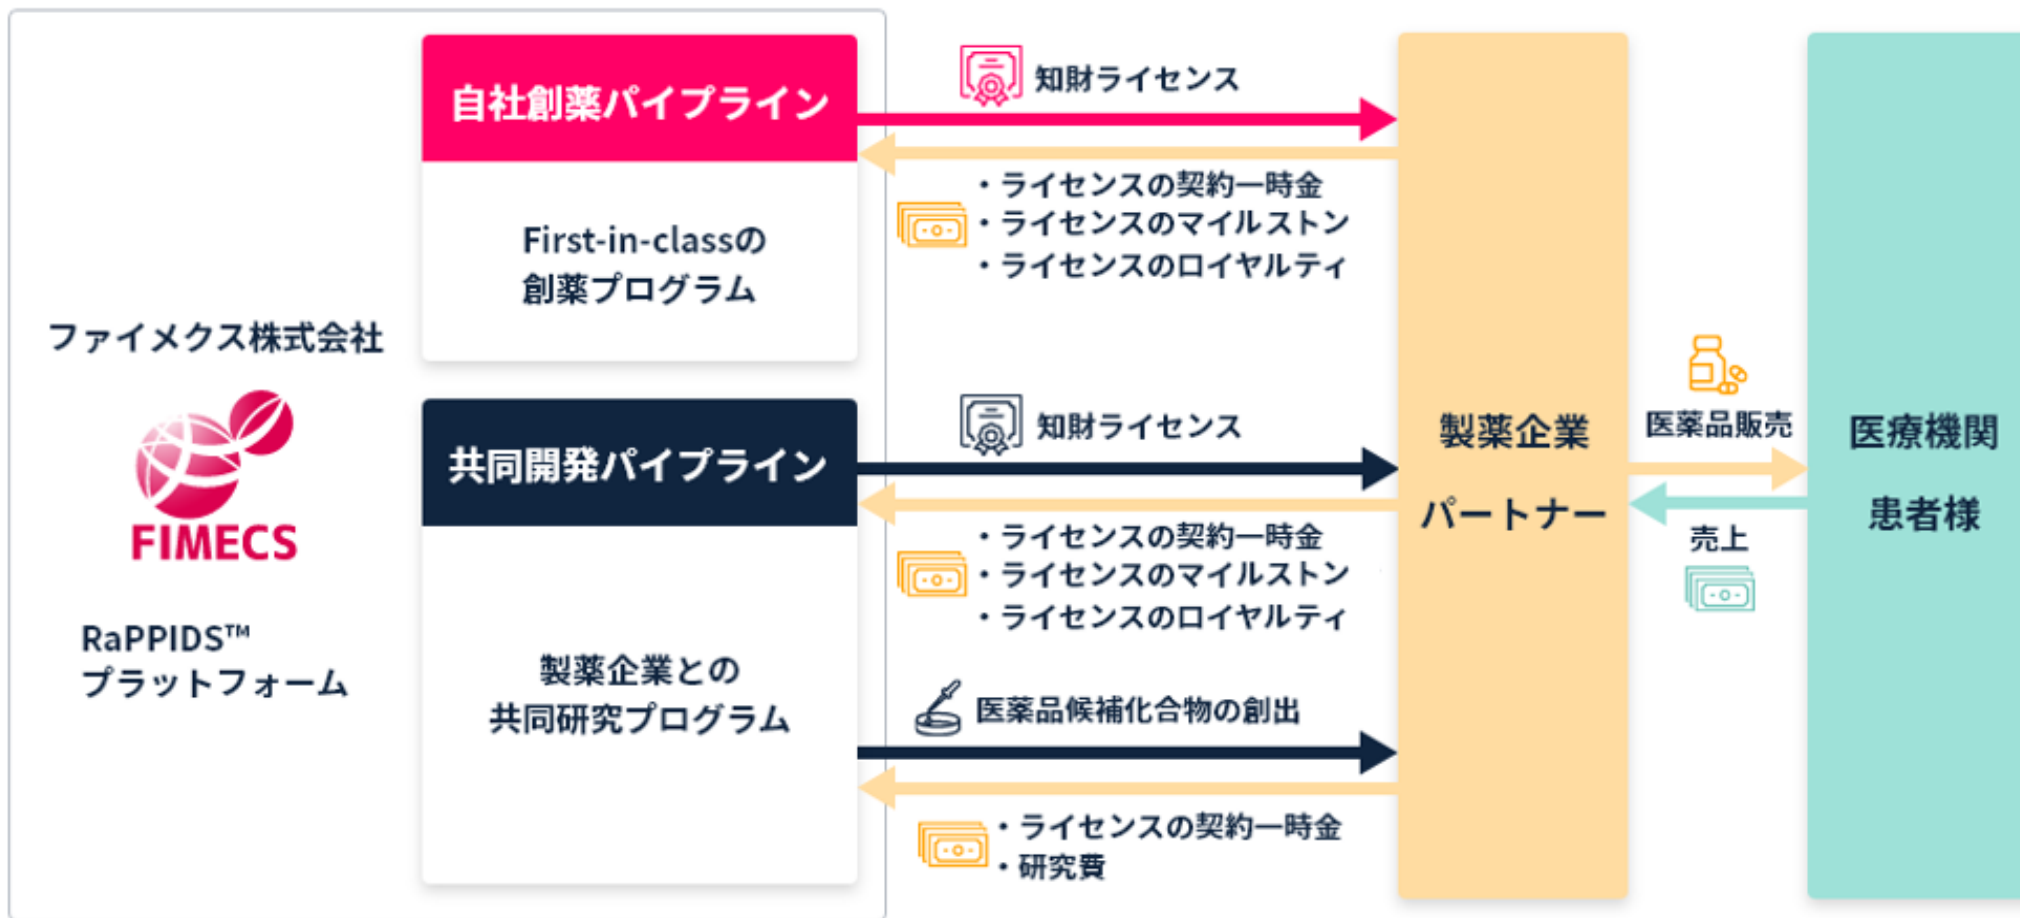 ファイメクス株式会社
FIMECS
RaPPIDS™
プラットフォーム
自社創薬パイプライン
First-in-classの
創薬プログラム
知財ライセンス
・ライセンスの契約一時金
・ライセンスのマイルストン
・ライセンスのロイヤルティ
共同開発パイプライン
製薬企業との
共同研究プログラム
知財ライセンス
・ライセンスの契約一時金
・ライセンスのマイルストン
・ライセンスのロイヤルティ
医薬品候補化合物の創出
・ライセンスの契約一時金
・研究費
製薬企業
パートナー
医薬品販売
売上
医療機関
患者様